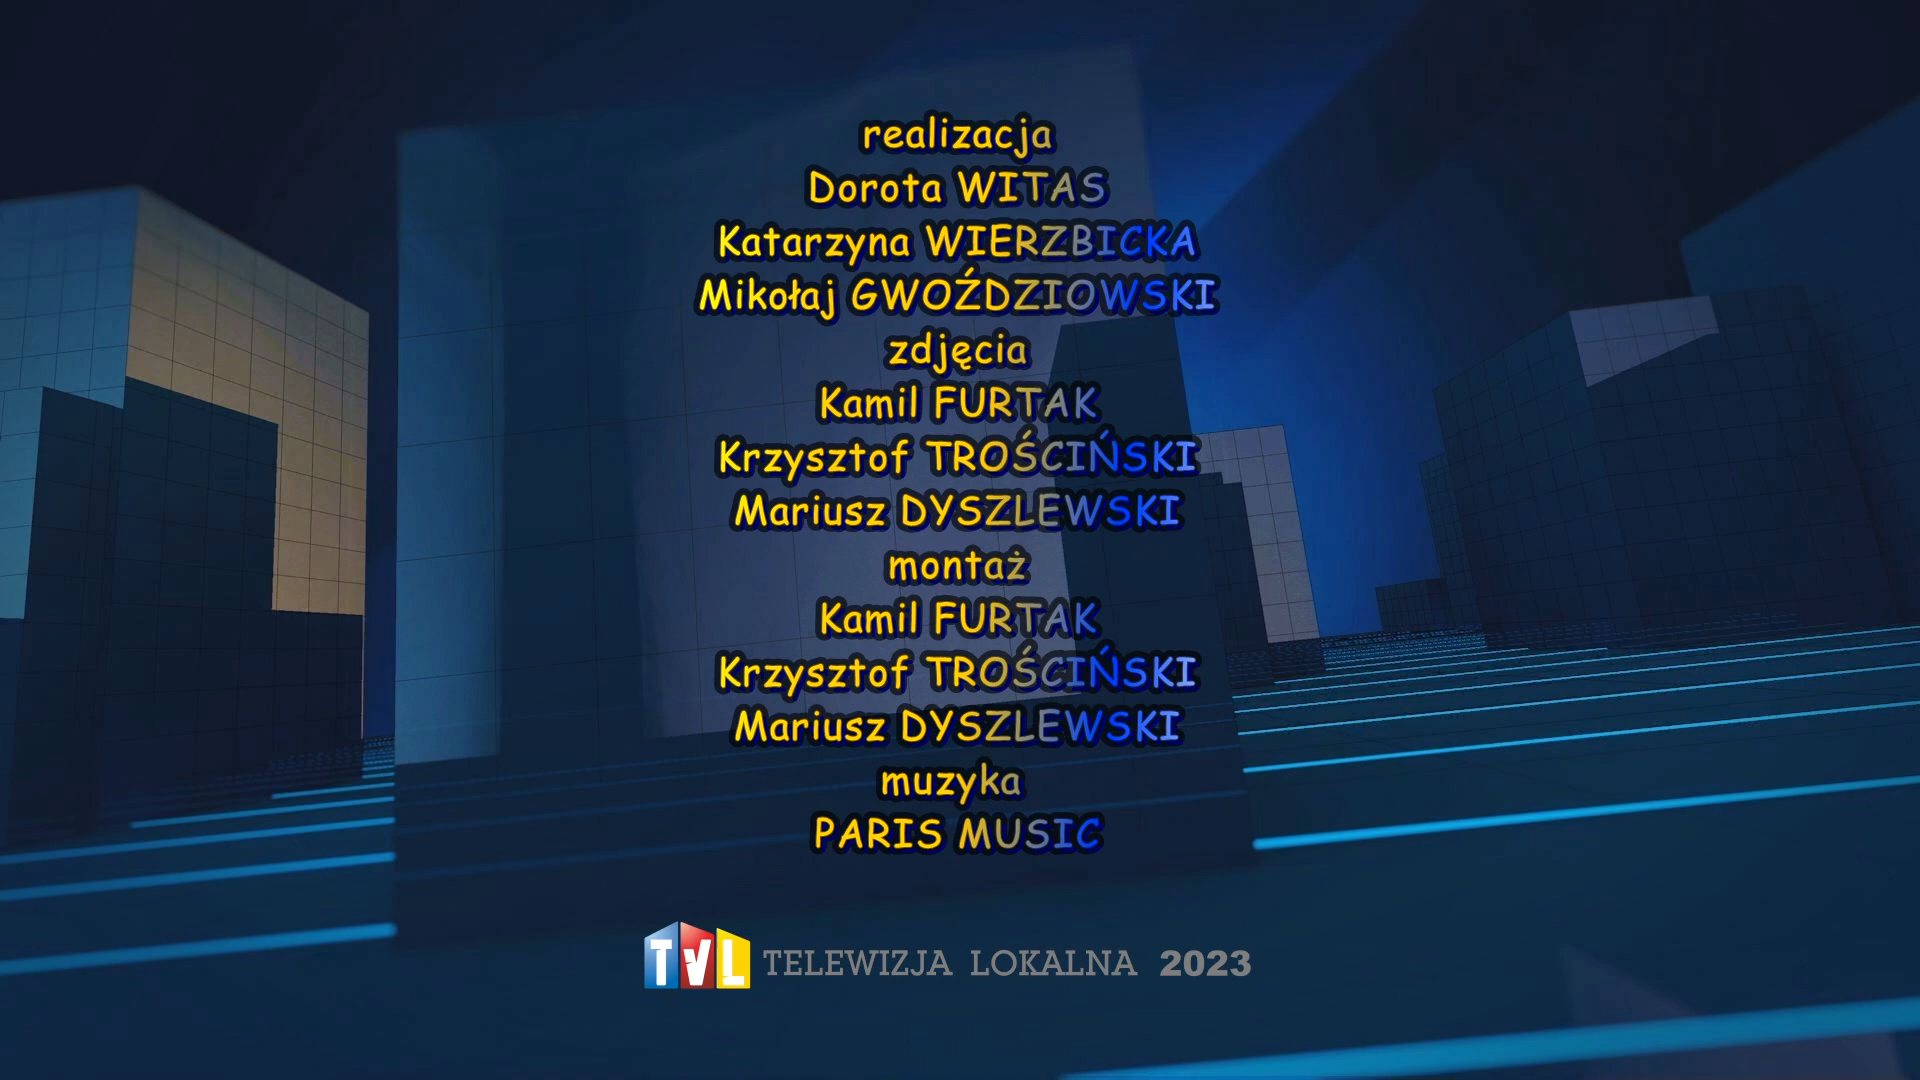 realizacja
Dorota WITAS
Katarzyna WIERZBICKA
Mikołaj GWOŹDZIOWSKI
zdjęcia
Kamil FURTAK
Krzysztof TROŚCIŃSKI
Mariusz DYSZLEWSKI
montaż
Kamil FURTAK
Krzysztof TROŚCIŃSKI
Mariusz DYSZLEWSKI
muzyka
PARIS MUSIC
TVL TELEWIZJA LOKALNA 2023